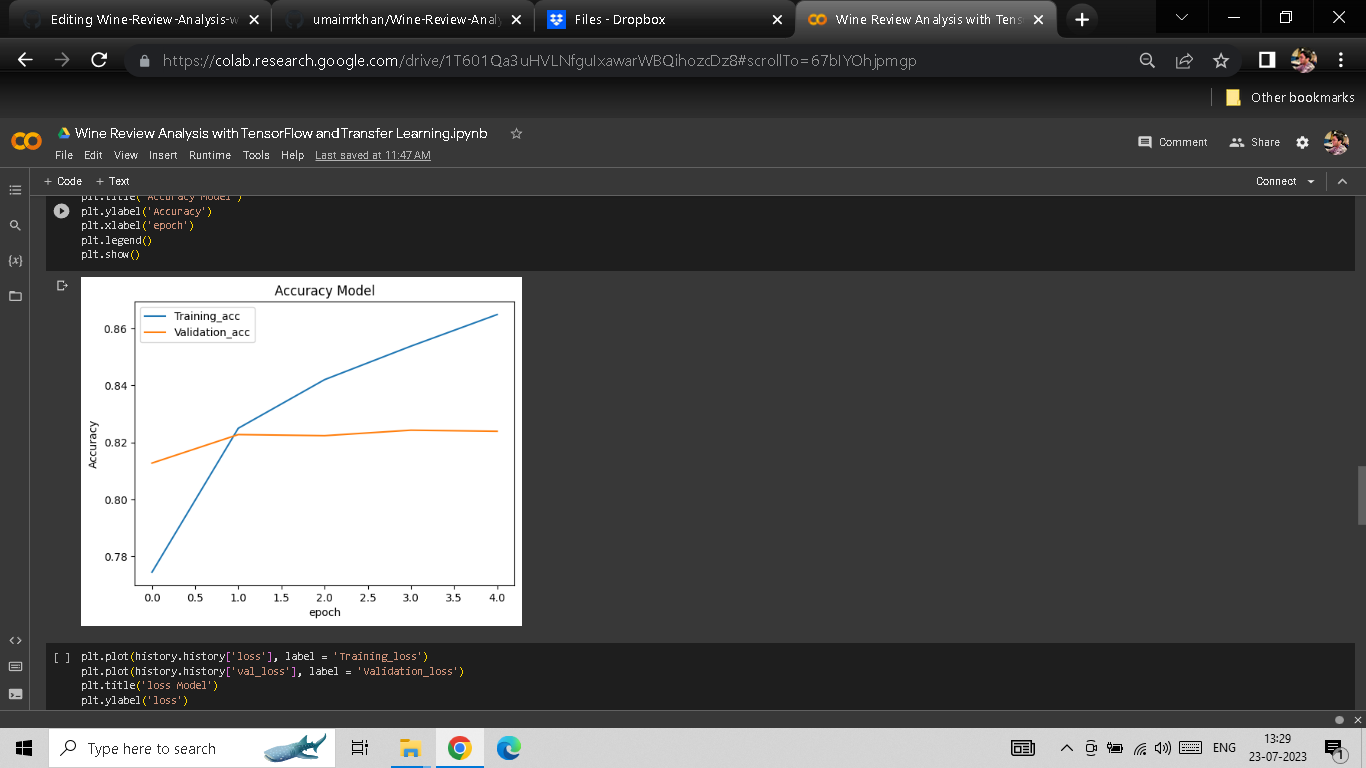 Editing Wine-Review-Analysis-w
umairrrkhan/Wine-Review-Analy
Files - Dropbox
Wine Review Analysis with Tens
https://colab.research.google.com/drive/1T601Qa3uHVLNfgulxawarWBQihozcDz8#scrollTo=67bIYOhjpmgp
Other bookmarks
Wine Review Analysis with TensorFlow and Transfer Learning.ipynb
File Edit View Insert Runtime Tools Help Last saved at 11:47 AM
Comment Share
+ Code + Text
Connect
plt.title('Accuracy Model')
plt.ylabel('Accuracy')
plt.xlabel('epoch')
plt.legend()
plt.show()
Accuracy Model
Training_acc
Validation_acc
0.86
0.84
0.82
0.80
0.78
Accuracy
0.0 0.5 1.0 1.5 2.0 2.5 3.0 3.5 4.0
epoch
[ ] plt.plot(history.history['loss'], label = 'Training_loss')
plt.plot(history.history['val_loss'], label = 'Validation_loss')
plt.title('loss Model')
plt.ylabel('loss')
Type here to search
ENG
13:29
23-07-2023
1